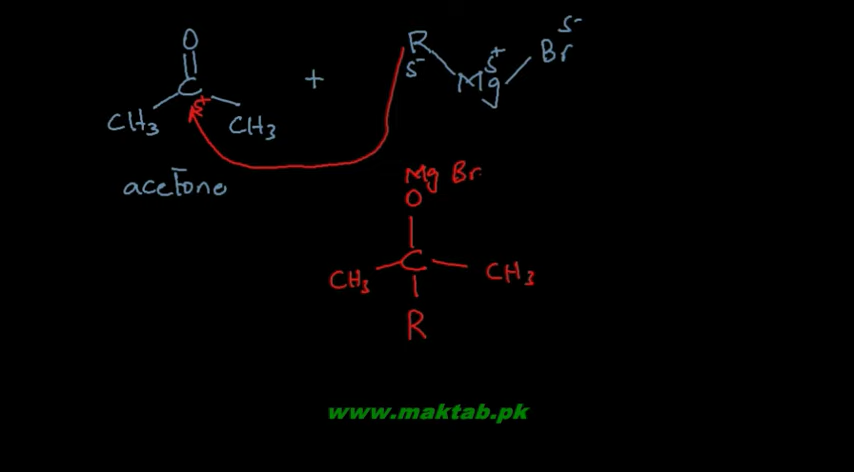 O
C δ+
CH3 CH3
acetone
+
R δ- Mg δ+ Br δ-
Mg Br
O
CH3 C CH3
R
www.maktab.pk